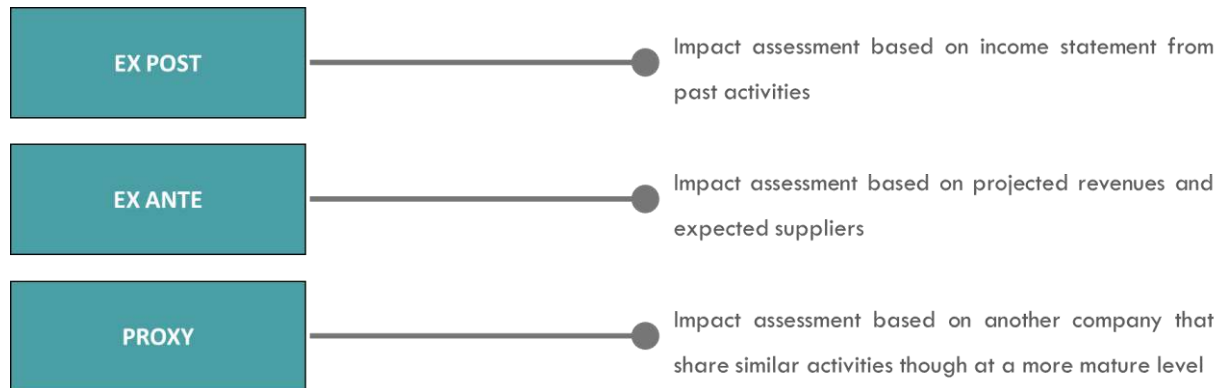 EX POST
Impact assessment based on income statement from
past activities
EX ANTE
Impact assessment based on projected revenues and
expected suppliers
PROXY
Impact assessment based on another company that
share similar activities though at a more mature level